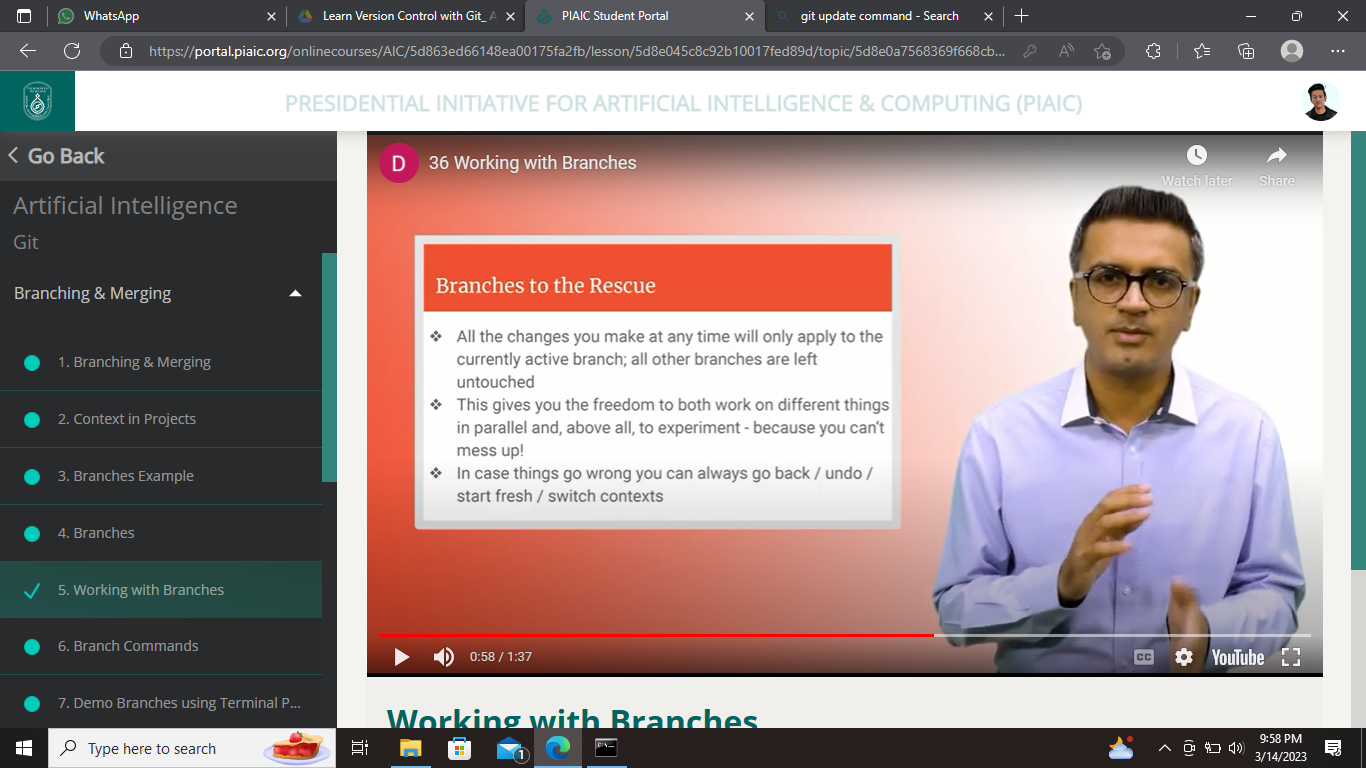 WhatsApp
Learn Version Control with Git_ A
PIAIC Student Portal
git update command - Search
https://portal.piaic.org/onlinecourses/AIC/5d863ed66148ea00175fa2fb/lesson/5d8e045c8c92b10017fed89d/topic/5d8e0a7568369f668cb...
PRESIDENTIAL INITIATIVE FOR ARTIFICIAL INTELLIGENCE & COMPUTING (PIAIC)
Go Back
Artificial Intelligence
Git
Branching & Merging
1. Branching & Merging
2. Context in Projects
3. Branches Example
4. Branches
5. Working with Branches
6. Branch Commands
7. Demo Branches using Terminal P...
D
36 Working with Branches
Watch later
Share
Branches to the Rescue
❖ All the changes you make at any time will only apply to the
currently active branch; all other branches are left
untouched
❖ This gives you the freedom to both work on different things
in parallel and, above all, to experiment - because you can't
mess up!
❖ In case things go wrong you can always go back / undo /
start fresh / switch contexts
0:58 / 1:37
CC
YouTube
Working with Branches
Type here to search
1
9:58 PM
3/14/2023